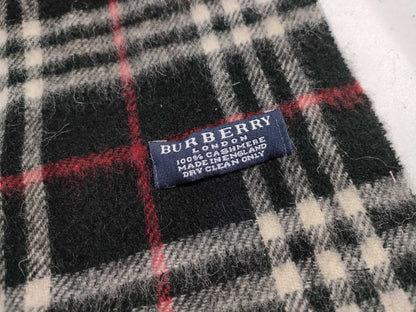 BURBERRY
LONDON
100% CASHMERE
MADE IN ENGLAND
DRY CLEAN ONLY